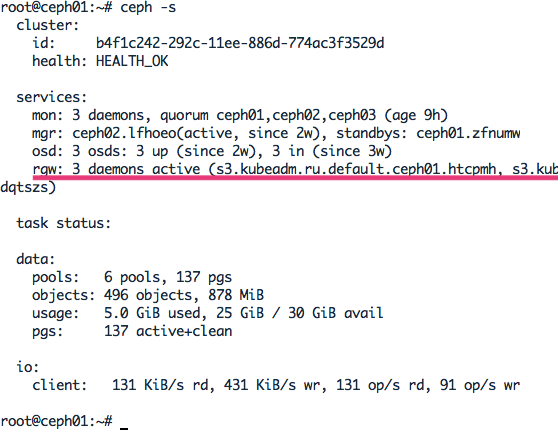 root@ceph01:~# ceph -s
cluster:
id: b4f1c242-292c-11ee-886d-774ac3f3529d
health: HEALTH_OK
services:
mon: 3 daemons, quorum ceph01,ceph02,ceph03 (age 9h)
mgr: ceph02.lfhoeo(active, since 2w), standbys: ceph01.zfnumw
osd: 3 osds: 3 up (since 2w), 3 in (since 3w)
rgw: 3 daemons active (s3.kubeadm.ru.default.ceph01.htcpmh, s3.kub
dqtszs)
task status:
data:
pools: 6 pools, 137 pgs
objects: 496 objects, 878 MiB
usage: 5.0 GiB used, 25 GiB / 30 GiB avail
pgs: 137 active+clean
io:
client: 131 KiB/s rd, 431 KiB/s wr, 131 op/s rd, 91 op/s wr
root@ceph01:~# _